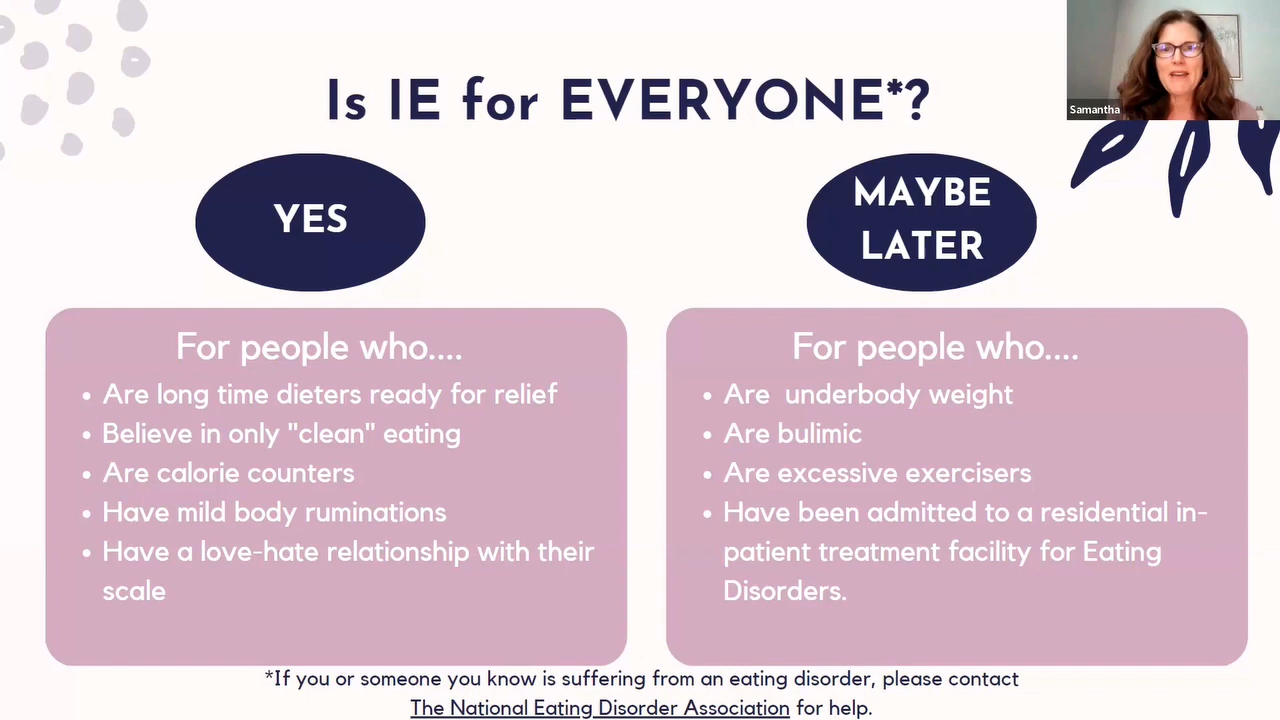 Is IE for EVERYONE*?
Samantha
YES
MAYBE
LATER
For people who....
• Are long time dieters ready for relief
• Believe in only "clean" eating
• Are calorie counters
• Have mild body ruminations
• Have a love-hate relationship with their
scale
For people who....
• Are underbody weight
• Are bulimic
• Are excessive exercisers
• Have been admitted to a residential in-
patient treatment facility for Eating
Disorders.
*If you or someone you know is suffering from an eating disorder, please contact
The National Eating Disorder Association for help.